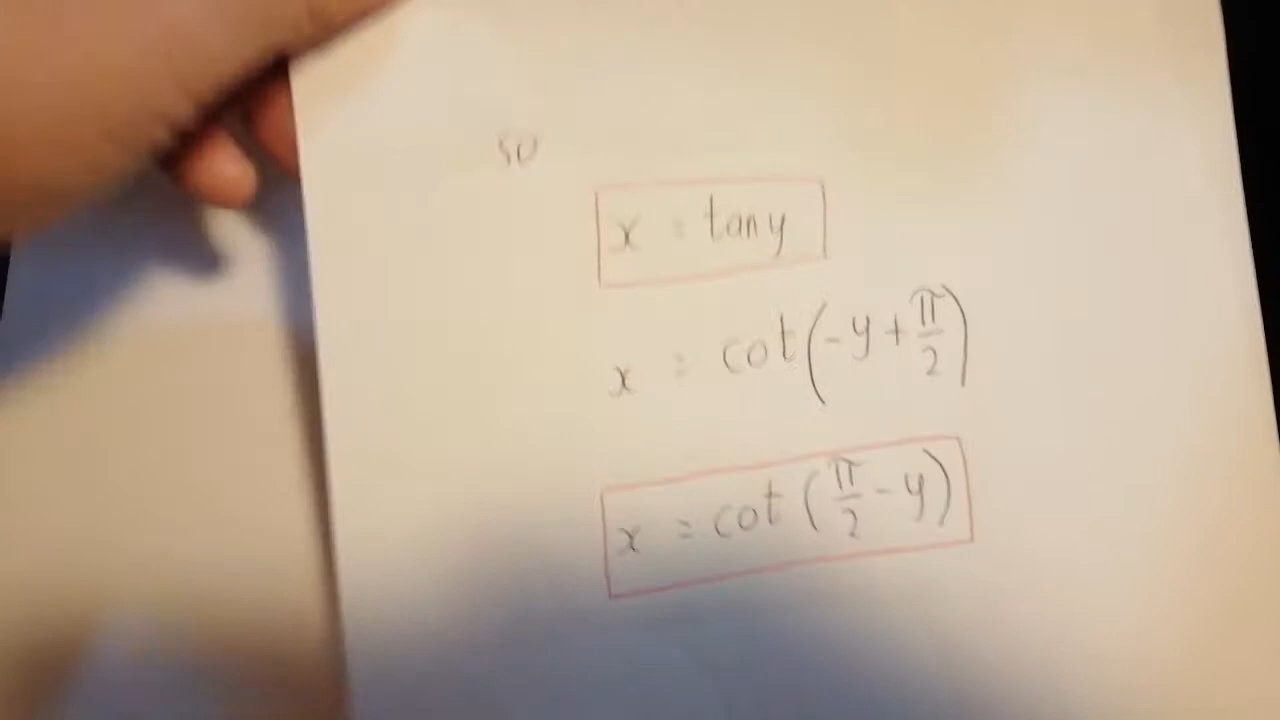 so
x = tan y
x = cot(-y + π/2)
x = cot(π/2 - y)